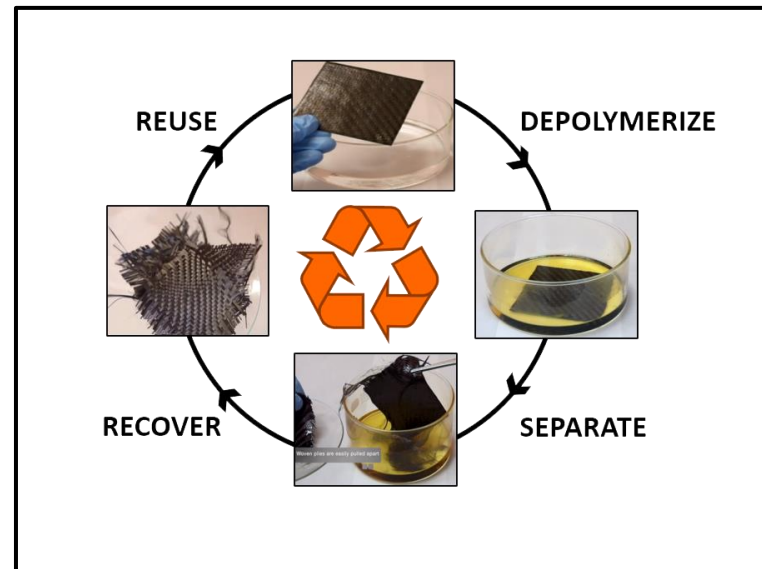 REUSE
DEPOLYMERIZE
Woven plies are easily pulled apart
RECOVER
SEPARATE